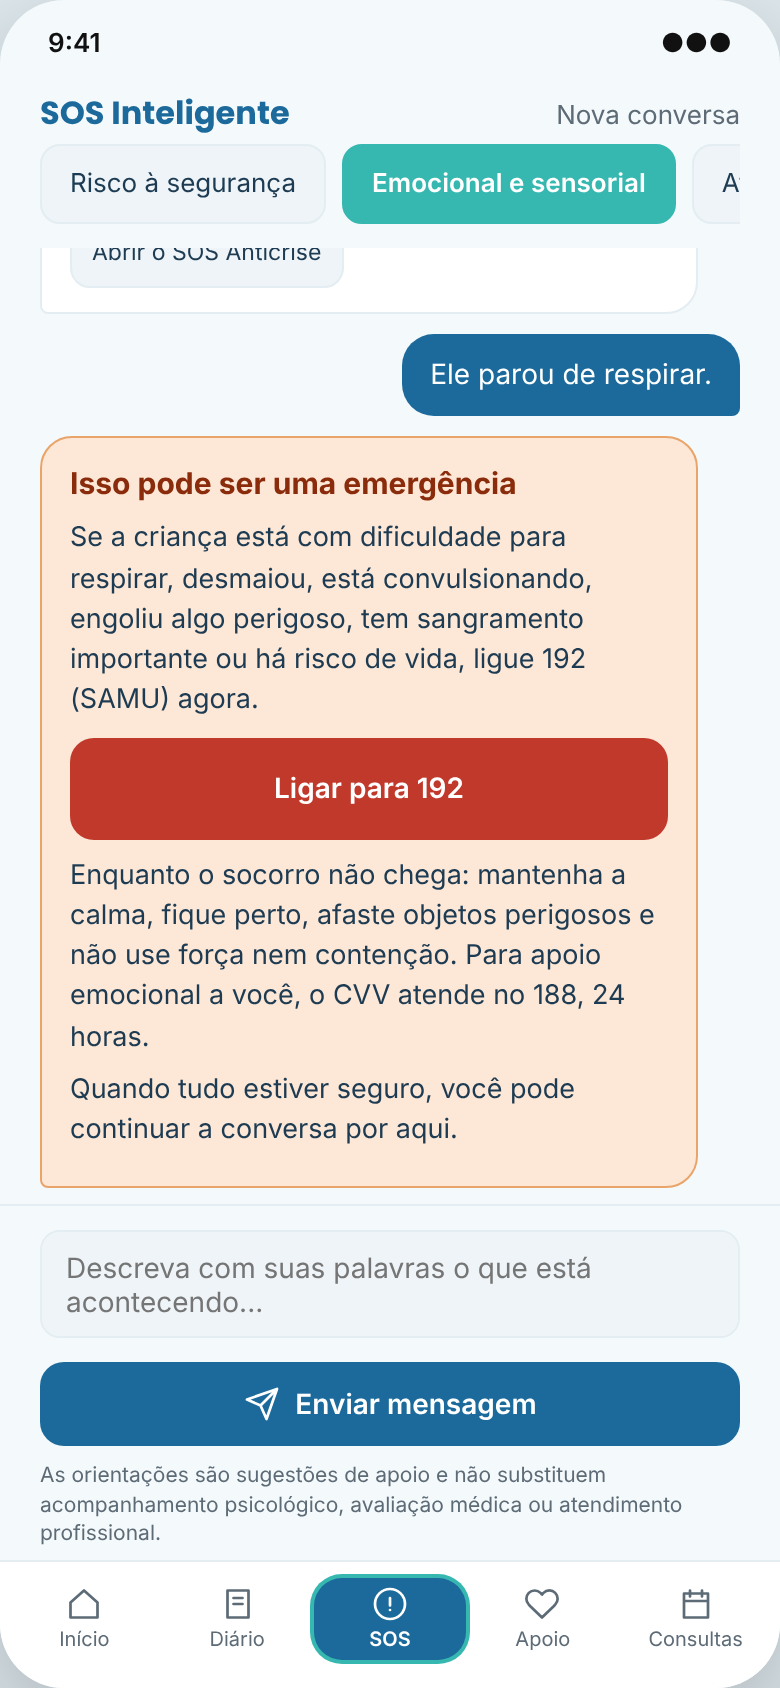 9:41
SOS Inteligente
Nova conversa
Risco à segurança
Emocional e sensorial
Abrir o SOS Anticrise
Ele parou de respirar.
Isso pode ser uma emergência
Se a criança está com dificuldade para
respirar, desmaiou, está convulsionando,
engoliu algo perigoso, tem sangramento
importante ou há risco de vida, ligue 192
(SAMU) agora.
Ligar para 192
Enquanto o socorro não chega: mantenha a
calma, fique perto, afaste objetos perigosos e
não use força nem contenção. Para apoio
emocional a você, o CVV atende no 188, 24
horas.
Quando tudo estiver seguro, você pode
continuar a conversa por aqui.
Descreva com suas palavras o que está
acontecendo...
Enviar mensagem
As orientações são sugestões de apoio e não substituem
acompanhamento psicológico, avaliação médica ou atendimento
profissional.
Início
Diário
SOS
Apoio
Consultas